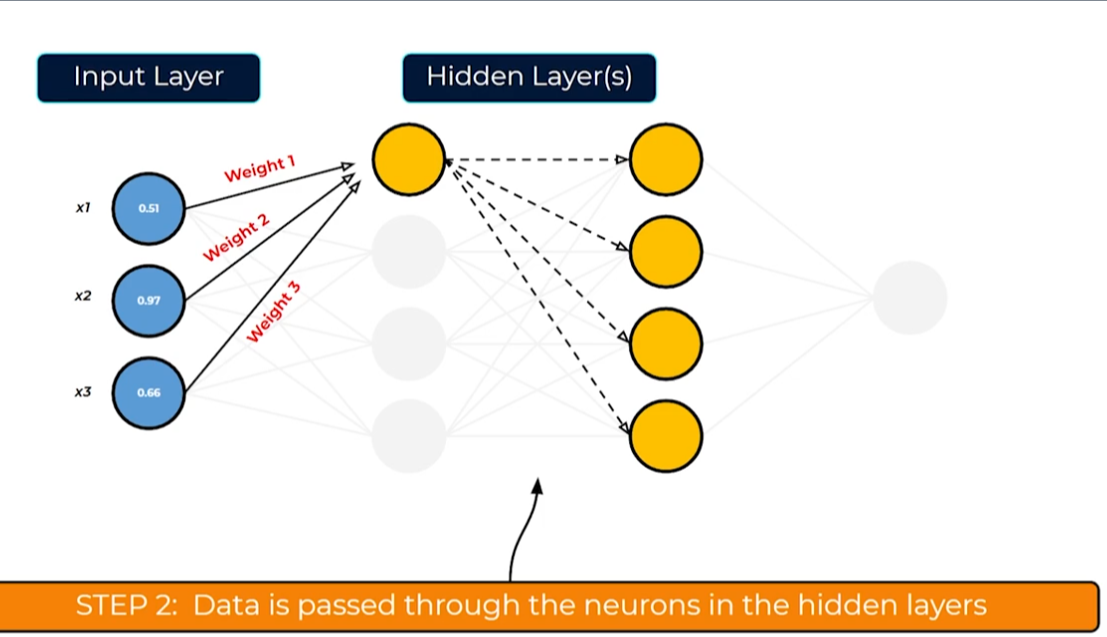 Input Layer
Hidden Layer(s)
Weight 1
x1
0.51
Weight 2
x2
0.97
Weight 3
x3
0.66
STEP 2: Data is passed through the neurons in the hidden layers